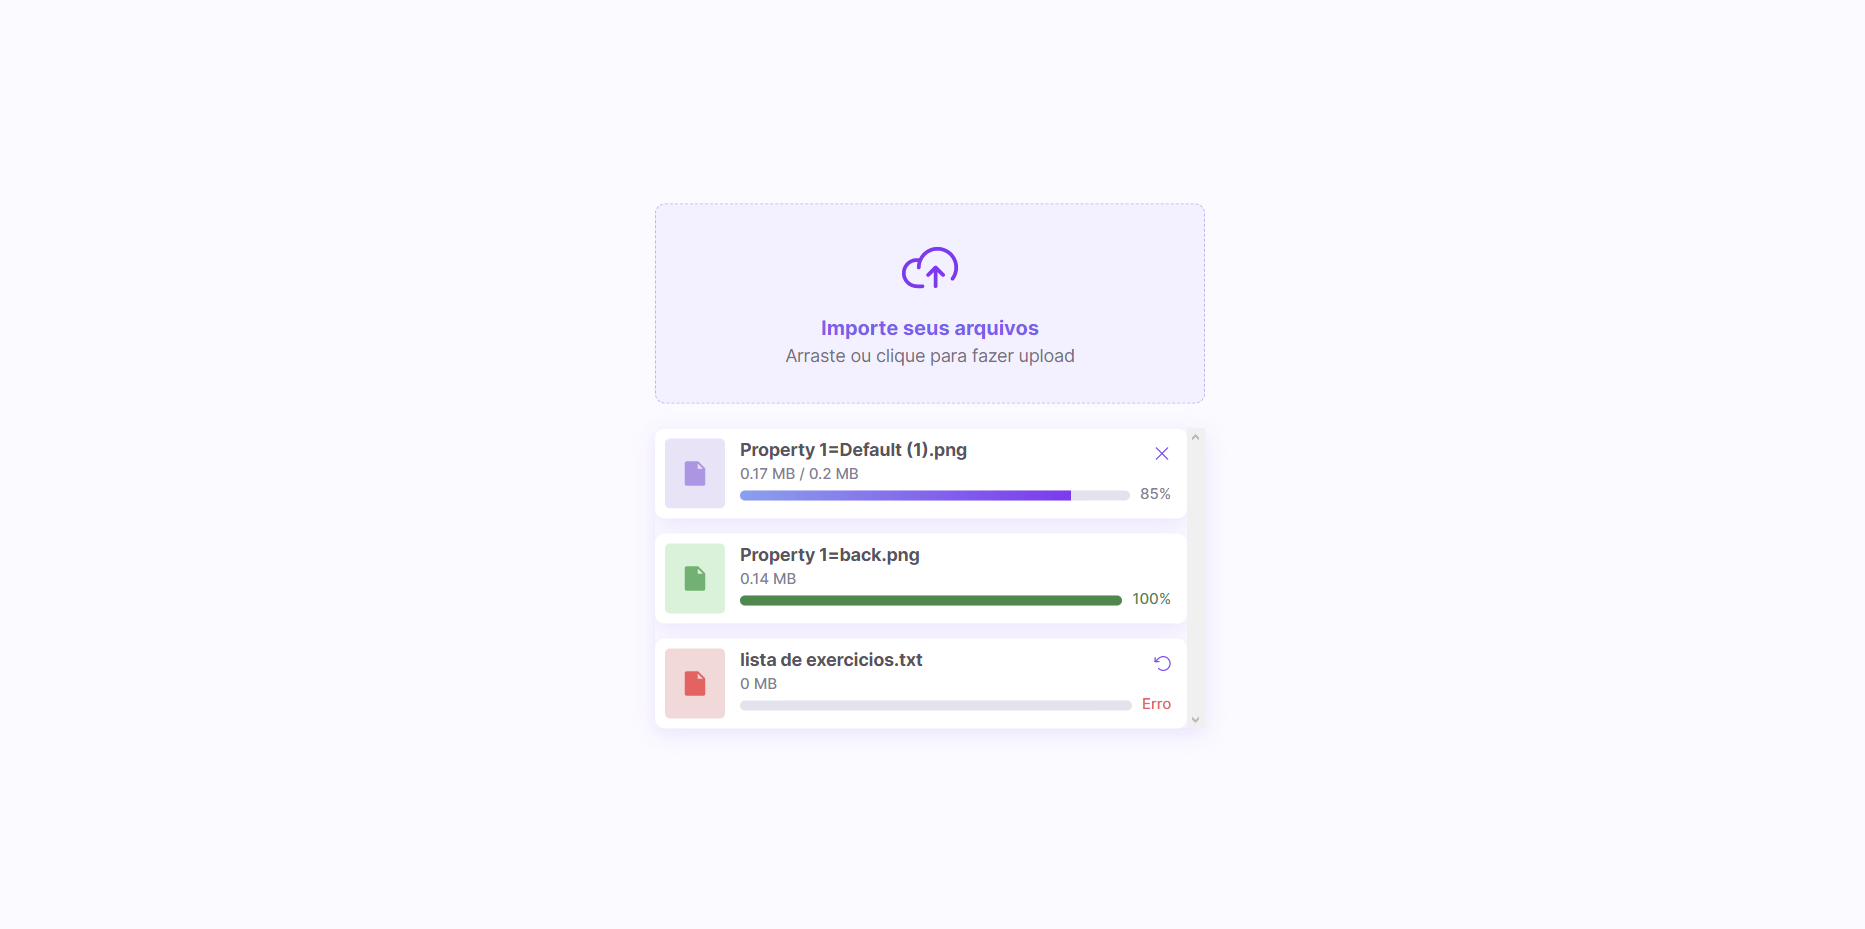 Importe seus arquivos
Arraste ou clique para fazer upload
Property 1=Default (1).png
0.17 MB / 0.2 MB
85%
Property 1=back.png
0.14 MB
100%
lista de exercicios.txt
0 MB
Erro